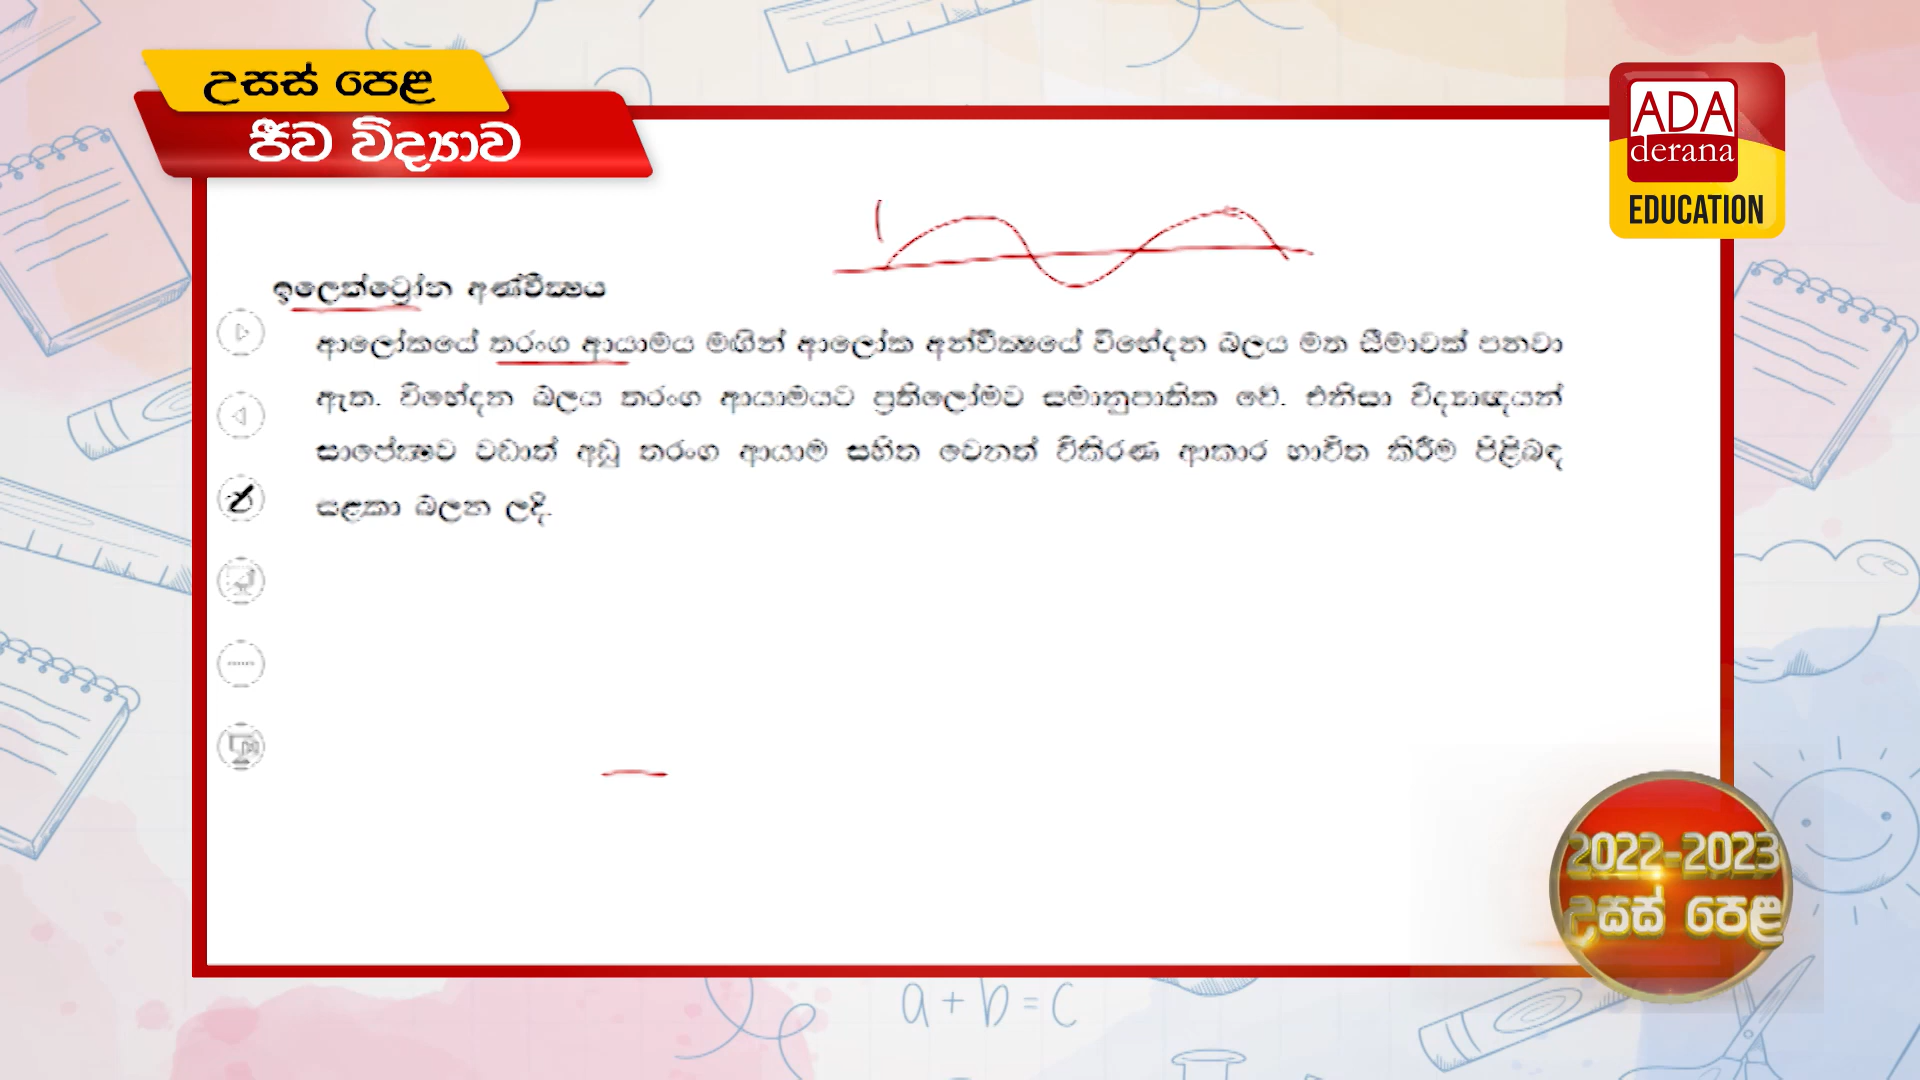 උසස් පෙළ
ජීව විද්‍යාව
ADA
derana
EDUCATION
ඉලෙක්ට්‍රෝන අණ්වීක්ෂය
ආලෝකයේ තරංග ආයාමය මඟින් ආලෝක අන්වීක්ෂයේ විභේදන බලය මත සීමාවක් පනවා
ඇත. විභේදන බලය තරංග ආයාමයට ප්‍රතිලෝමව සමානුපාතික වේ. එනිසා විද්‍යාඥයන්
සාපේක්ෂව වඩාත් අඩු තරංග ආයාම සහිත වෙනත් විකිරණ ආකාර භාවිත කිරීම පිළිබඳ
සළකා බලන ලදි.
2022-2023
උසස් පෙළ
a + b = c